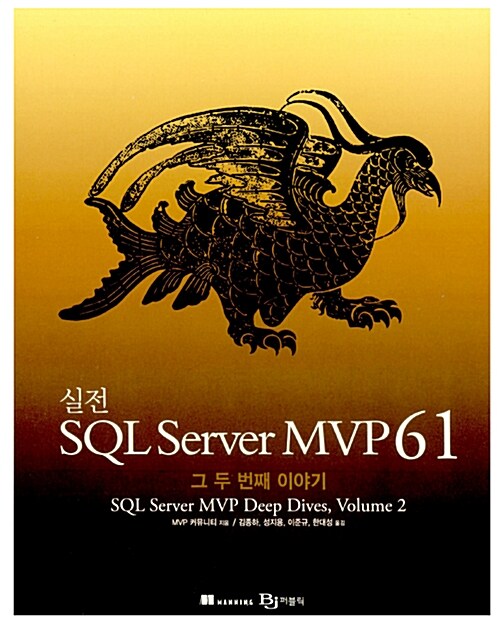 실전
SQL Server MVP 61
그 두 번째 이야기
SQL Server MVP Deep Dives, Volume 2
MVP 커뮤니티 지음 / 김종하, 성지용, 이준규, 한대성 옮김
MANNING BJ퍼블릭